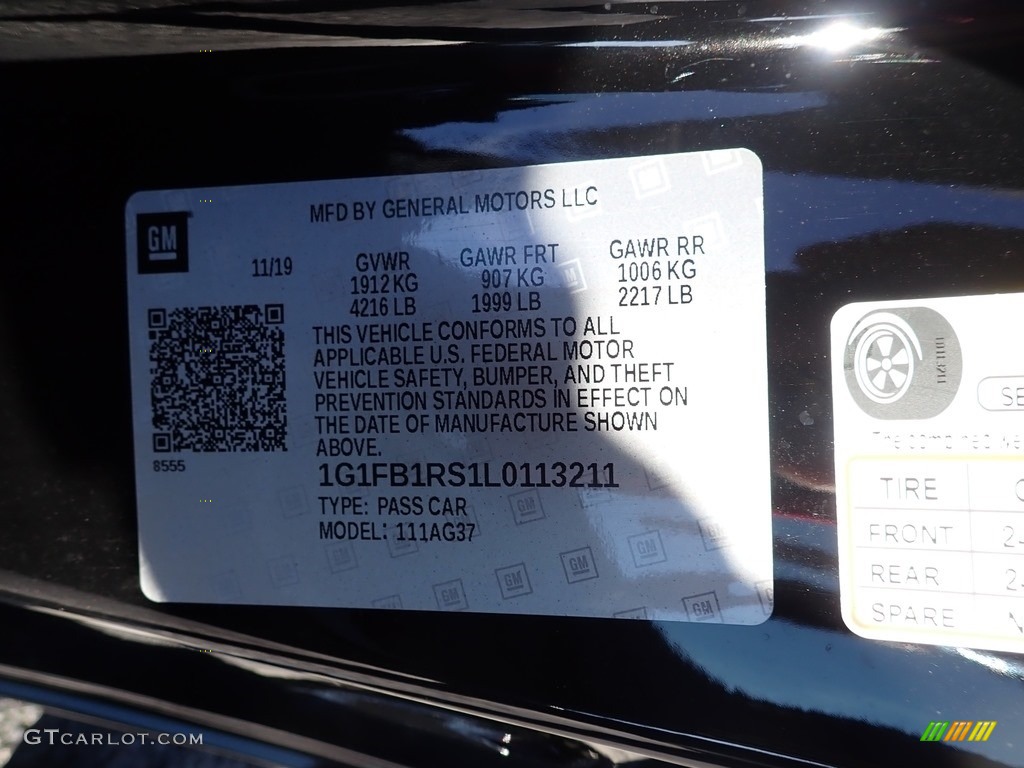 MFD BY GENERAL MOTORS LLC
GM
11/19
GVWR GAWR FRT GAWR RR
1912 KG 907 KG 1006 KG
4216 LB 1999 LB 2217 LB
THIS VEHICLE CONFORMS TO ALL
APPLICABLE U.S. FEDERAL MOTOR
VEHICLE SAFETY, BUMPER, AND THEFT
PREVENTION STANDARDS IN EFFECT ON
THE DATE OF MANUFACTURE SHOWN
ABOVE.
8555
1G1FB1RS1L0113211
TYPE: PASS CAR
MODEL: 111AG37
TIRE
FRONT
REAR
SPARE
GTCARLOT.COM